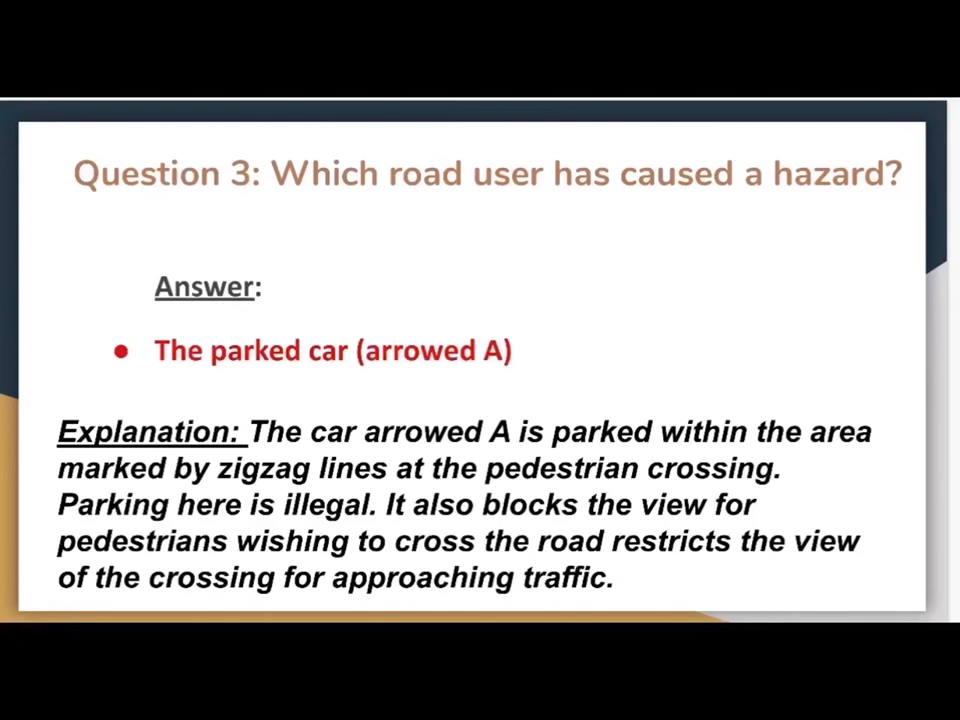 Question 3: Which road user has caused a hazard?
Answer:
● The parked car (arrowed A)
Explanation: The car arrowed A is parked within the area
marked by zigzag lines at the pedestrian crossing.
Parking here is illegal. It also blocks the view for
pedestrians wishing to cross the road restricts the view
of the crossing for approaching traffic.